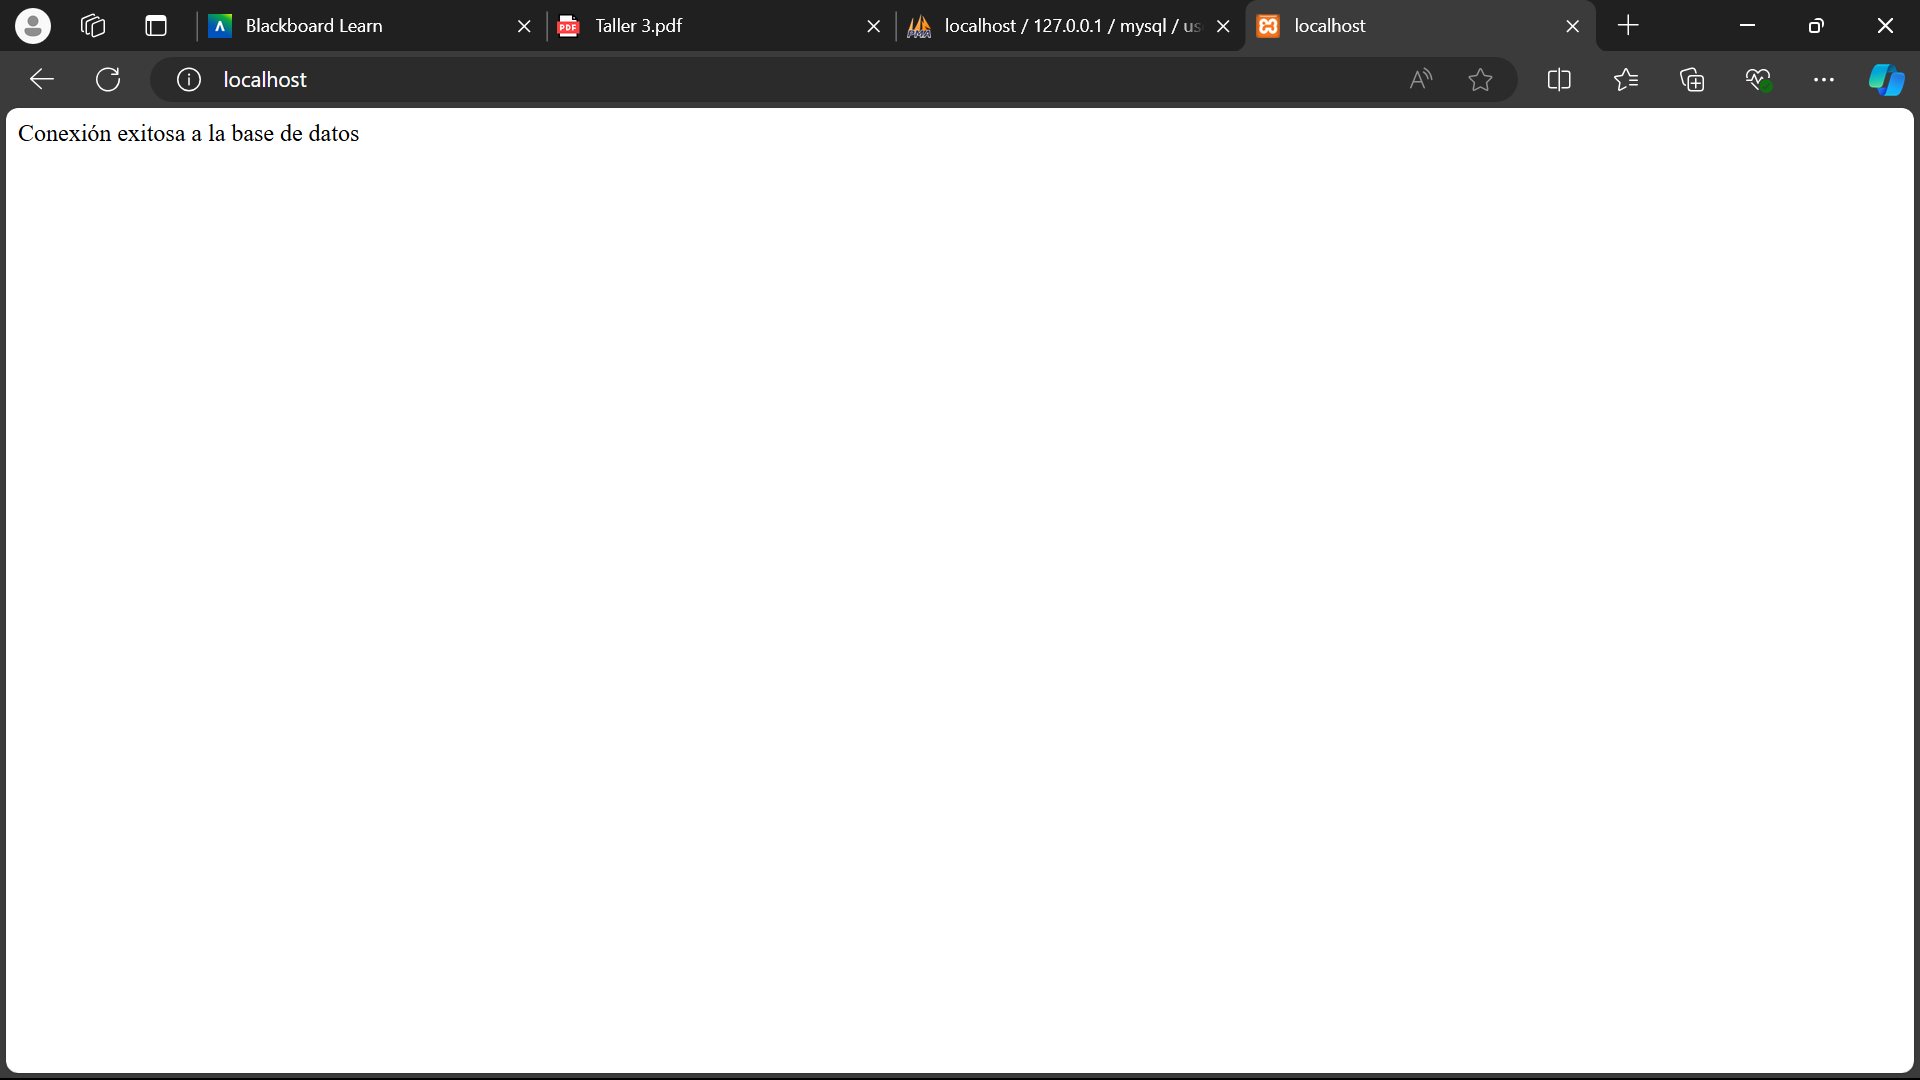 Blackboard Learn
Taller 3.pdf
localhost / 127.0.0.1 / mysql / us
localhost
localhost
Conexión exitosa a la base de datos